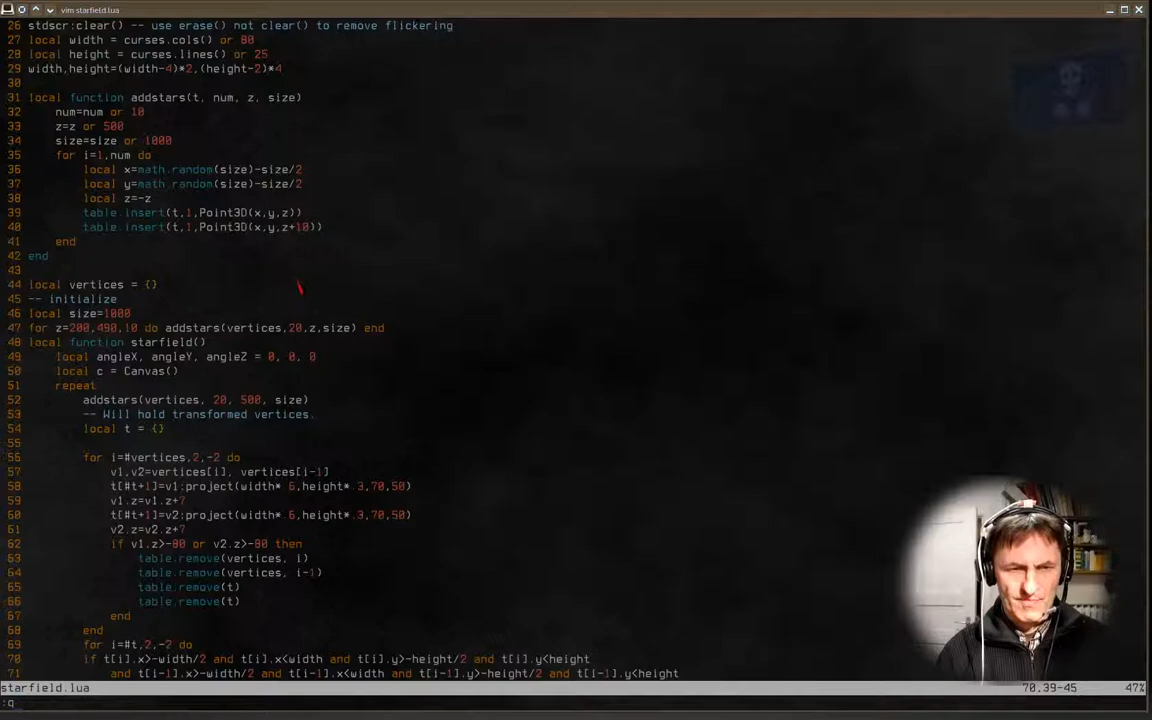 vim starfield.lua
26 stdscr:clear() -- use erase() not clear() to remove flickering
27 local width = curses.cols() or 80
28 local height = curses.lines() or 25
29 width,height=(width-4)*2,(height-2)*4
30
31 local function addstars(t, num, z, size)
32     num=num or 10
33     z=z or 500
34     size=size or 1000
35     for i=1,num do
36         local x=math.random(size)-size/2
37         local y=math.random(size)-size/2
38         local z=-z
39         table.insert(t,1,Point3D(x,y,z))
40         table.insert(t,1,Point3D(x,y,z+10))
41     end
42 end
43
44 local vertices = {}
45 -- initialize
46 local size=1000
47 for z=200,490,10 do addstars(vertices,20,z,size) end
48 local function starfield()
49     local angleX, angleY, angleZ = 0, 0, 0
50     local c = Canvas()
51     repeat
52         addstars(vertices, 20, 500, size)
53         -- Will hold transformed vertices.
54         local t = {}
55
56         for i=#vertices,2,-2 do
57             v1,v2=vertices[i], vertices[i-1]
58             t[#t+1]=v1:project(width*.6,height*.3,70,50)
59             v1.z=v1.z+7
60             t[#t+1]=v2:project(width*.6,height*.3,70,50)
61             v2.z=v2.z+7
62             if v1.z>-80 or v2.z>-80 then
63                 table.remove(vertices, i)
64                 table.remove(vertices, i-1)
65                 table.remove(t)
66                 table.remove(t)
67             end
68         end
69         for i=#t,2,-2 do
70         if t[i].x>-width/2 and t[i].x<width and t[i].y>-height/2 and t[i].y<height
71             and t[i-1].x>-width/2 and t[i-1].x<width and t[i-1].y>-height/2 and t[i-1].y<height
starfield.lua 70,39-45 47%
:q